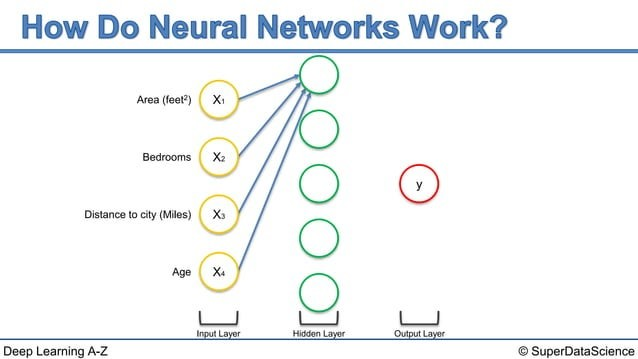 How Do Neural Networks Work?
Area (feet²)
X₁
Bedrooms
X₂
Distance to city (Miles)
X₃
Age
X₄
y
Input Layer
Hidden Layer
Output Layer
Deep Learning A-Z
© SuperDataScience